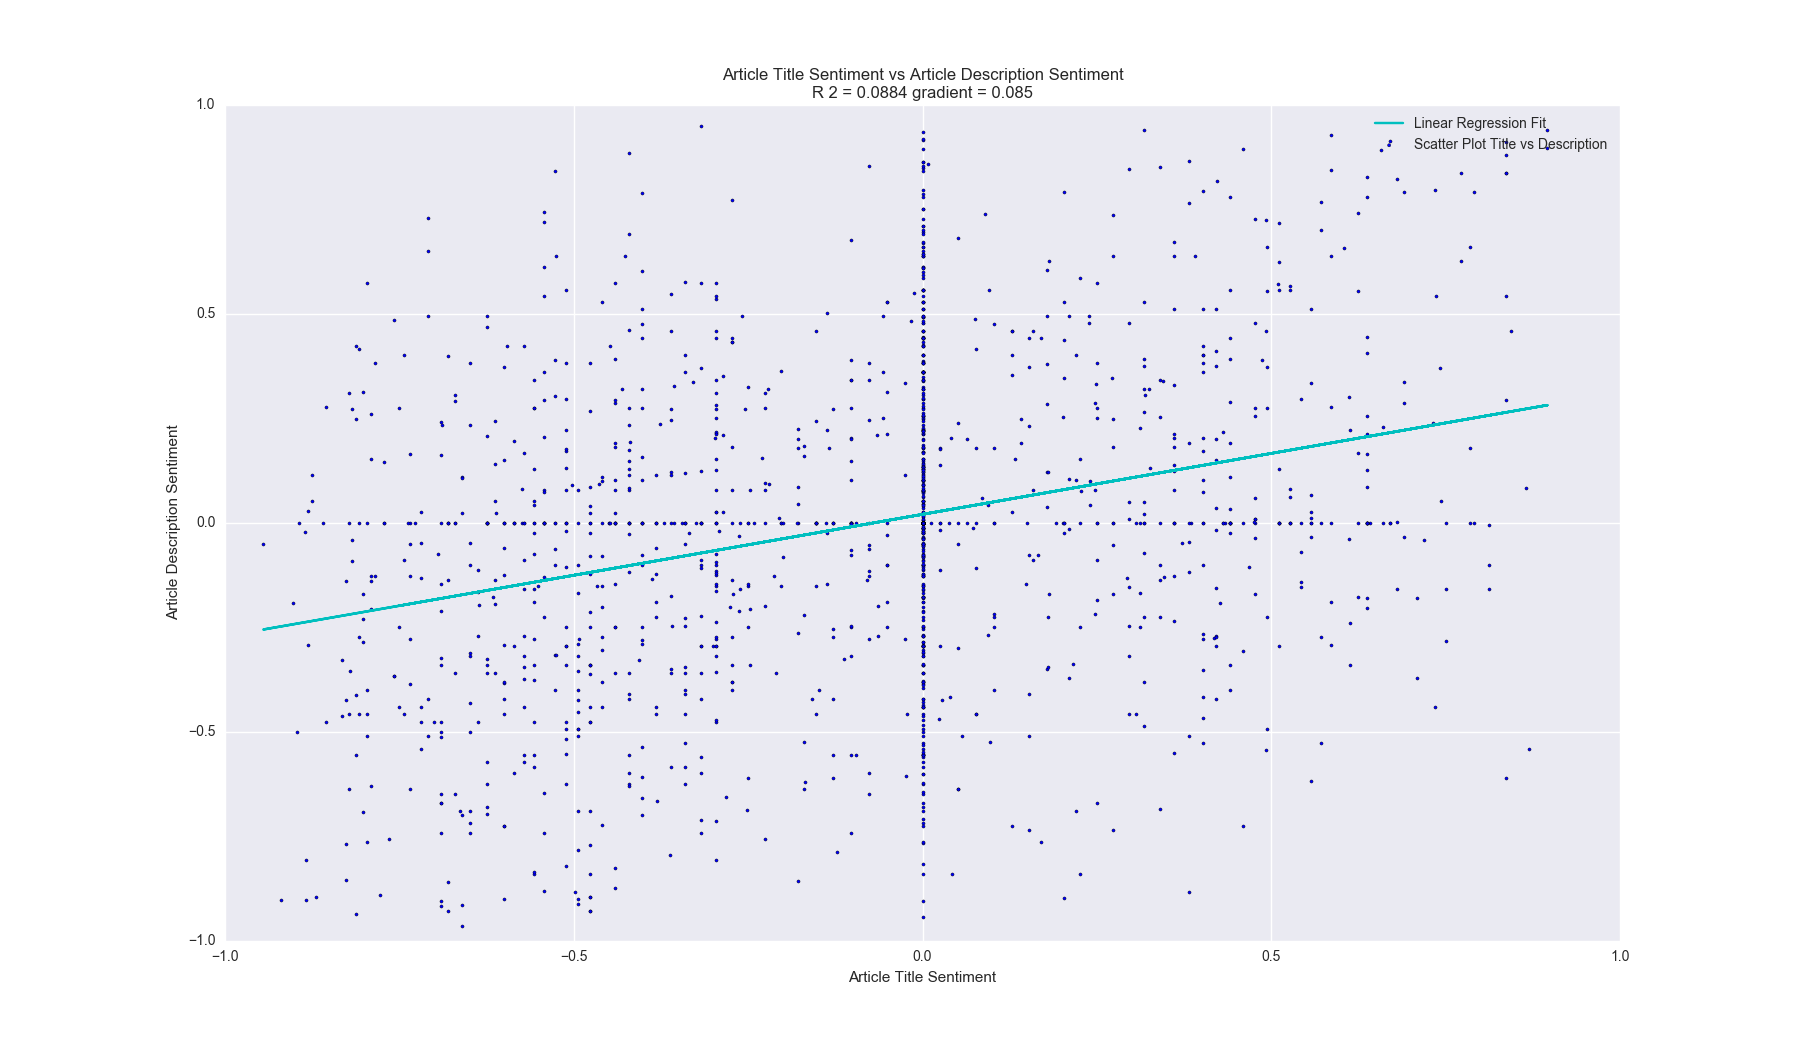 Article Title Sentiment vs Article Description Sentiment
R 2 = 0.0884 gradient = 0.085
Linear Regression Fit
Scatter Plot Title vs Description
1.0
0.5
0.0
−0.5
−1.0
Article Description Sentiment
−1.0
−0.5
0.0
0.5
1.0
Article Title Sentiment